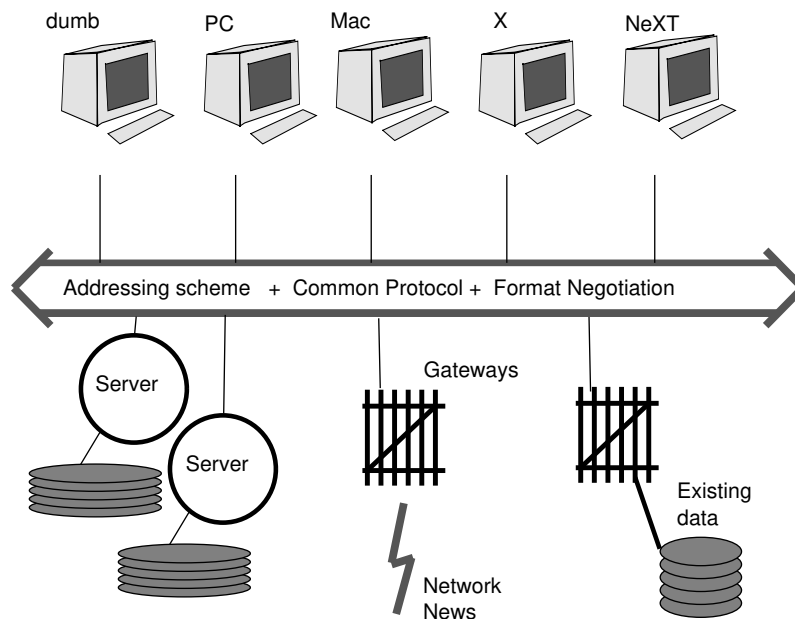 dumb
PC
Mac
X
NeXT
Addressing scheme + Common Protocol + Format Negotiation
Server
Gateways
Server
Existing
data
Network
News